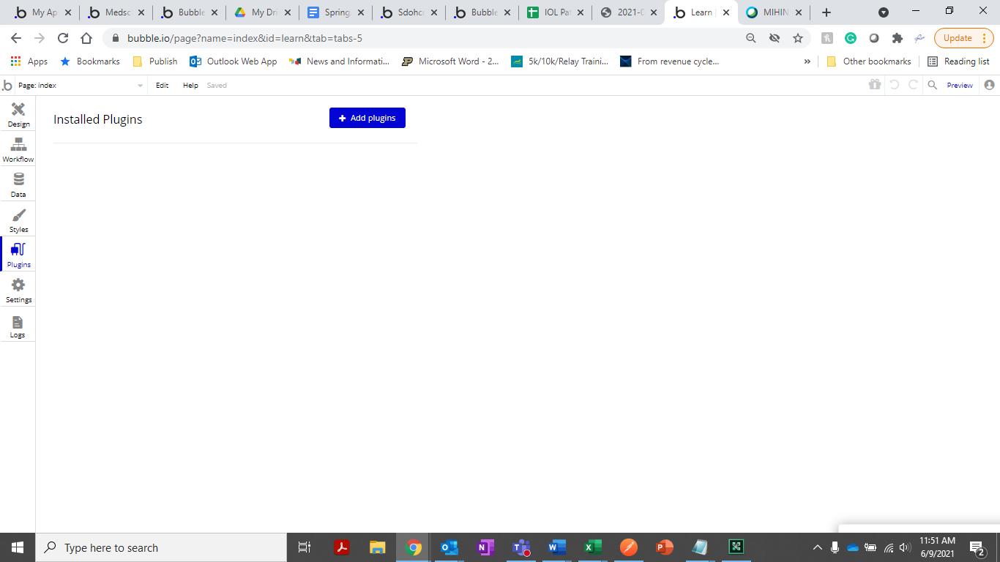 My Ap
Medsc
Bubble
My Dri
Spring
Sdohc
Bubble
IOL Pat
2021-0
Learn
MIHIN
bubble.io/page?name=index&id=learn&tab=tabs-5
Update
Apps
Bookmarks
Publish
Outlook Web App
News and Informati...
Microsoft Word - 2...
5k/10k/Relay Traini...
From revenue cycle...
»
Other bookmarks
Reading list
Page: index
Edit
Help
Saved
Preview
Design
Workflow
Data
Styles
Plugins
Settings
Logs
Installed Plugins
Add plugins
Type here to search
11:51 AM
6/9/2021
2